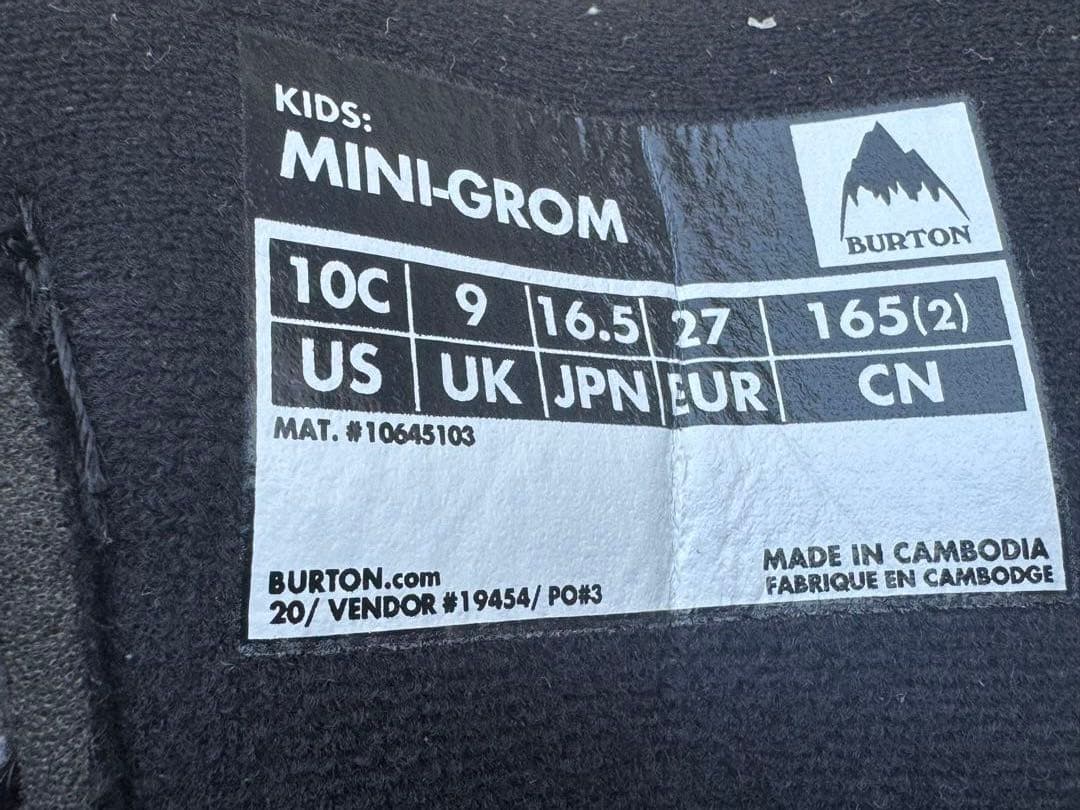 KIDS:
MINI-GROM
BURTON
10C 9 16.5 27 165(2)
US UK JPN EUR CN
MAT. #10645103
BURTON.com
20/ VENDOR #19454/ PO#3
MADE IN CAMBODIA
FABRIQUE EN CAMBODGE